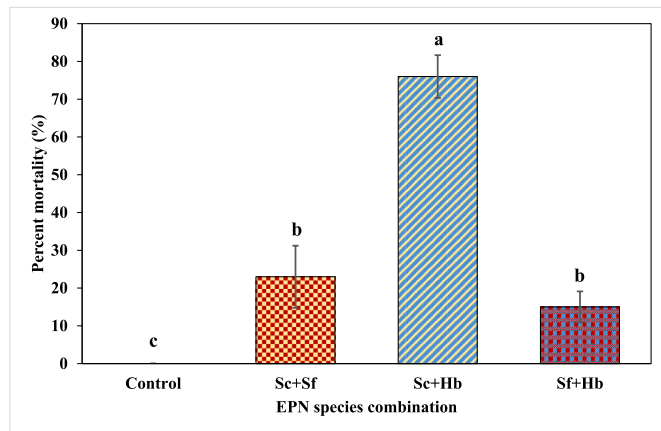 90
80
70
60
50
40
30
20
10
0
Percent mortality (%)
c
b
a
b
Control
Sc+Sf
Sc+Hb
Sf+Hb
EPN species combination